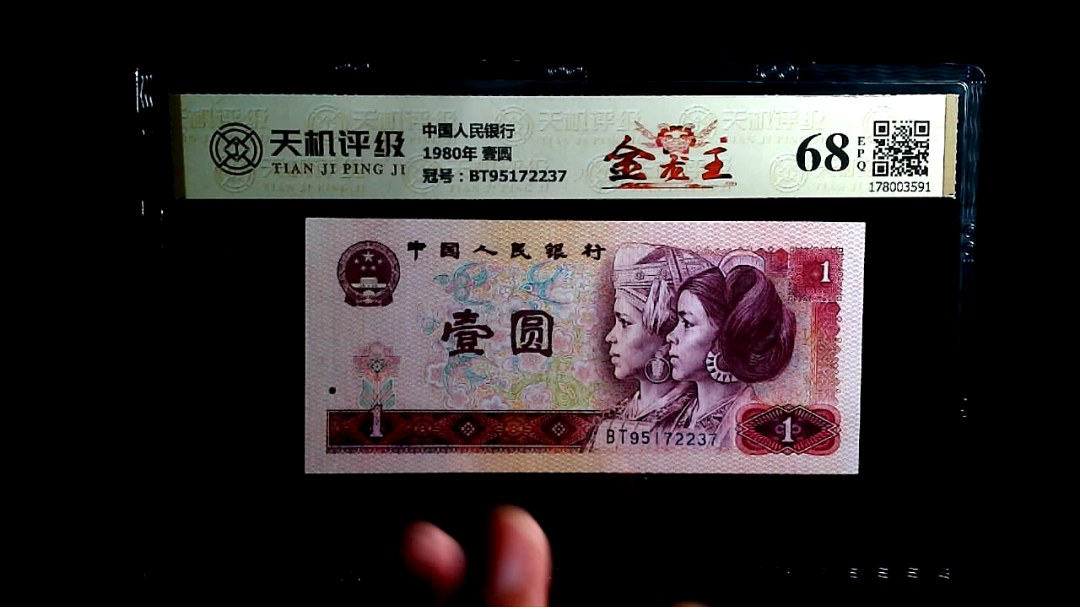 天机评级
TIAN JI PING JI
中国人民银行
1980年 壹圆
冠号：BT95172237
金龙王
68
EPQ
178003591
中国人民银行
1
壹圆
1
BT95172237
1